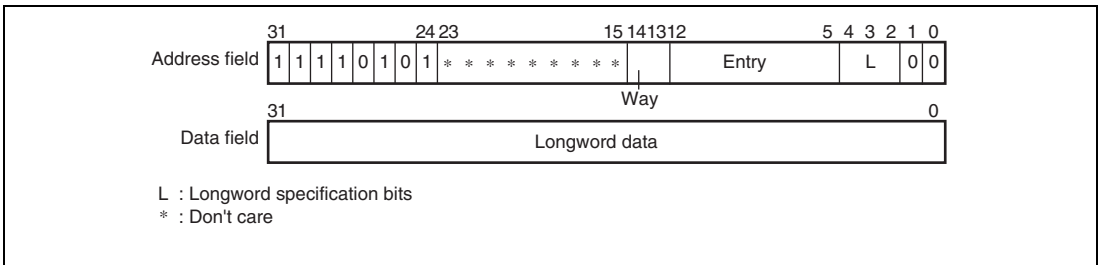 31 24 23 15 14 13 12 5 4 3 2 1 0
Address field 1 1 1 1 0 1 0 1 * * * * * * * * * Entry L 0 0
Way
31 0
Data field Longword data
L : Longword specification bits
* : Don't care